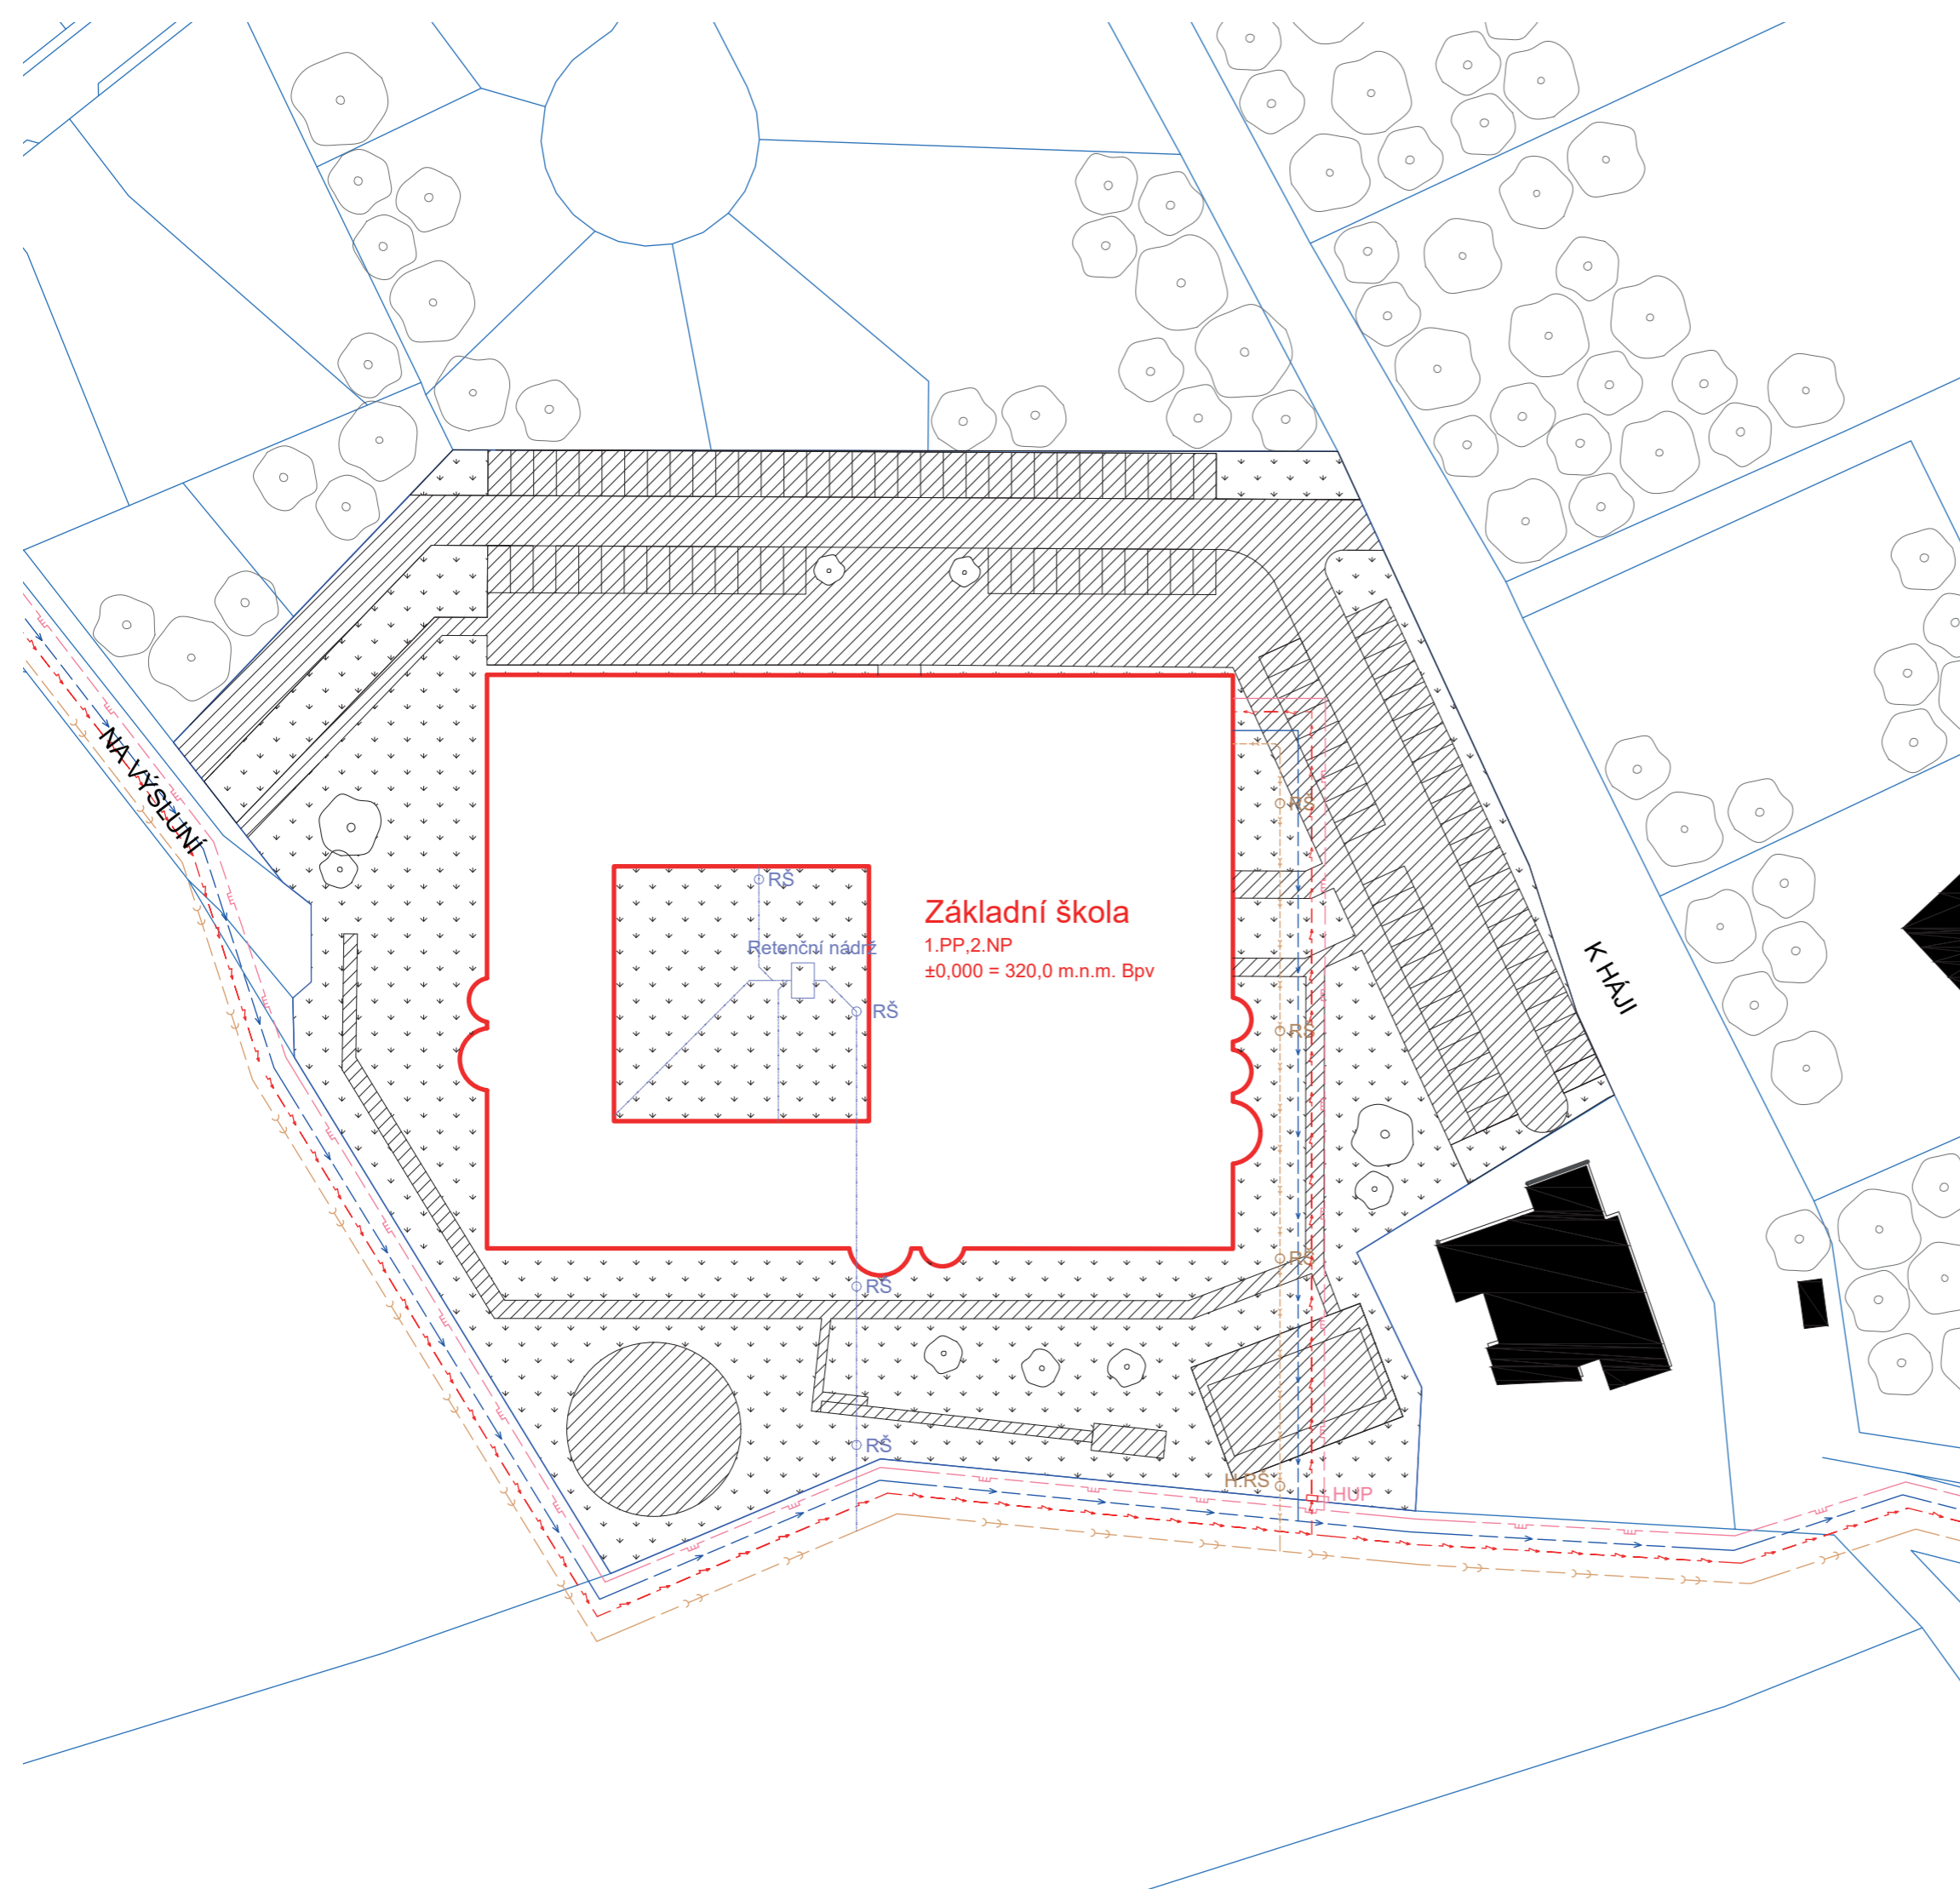 NA VÝSLUNÍ
RŠ
RŠ
Základní škola
1.PP,2.NP
±0,000 = 320,0 m.n.m. Bpv
Retenční nádrž
RŠ
K HÁJI
RŠ
RŠ
RŠ
RŠ
H.RŠ
HUP